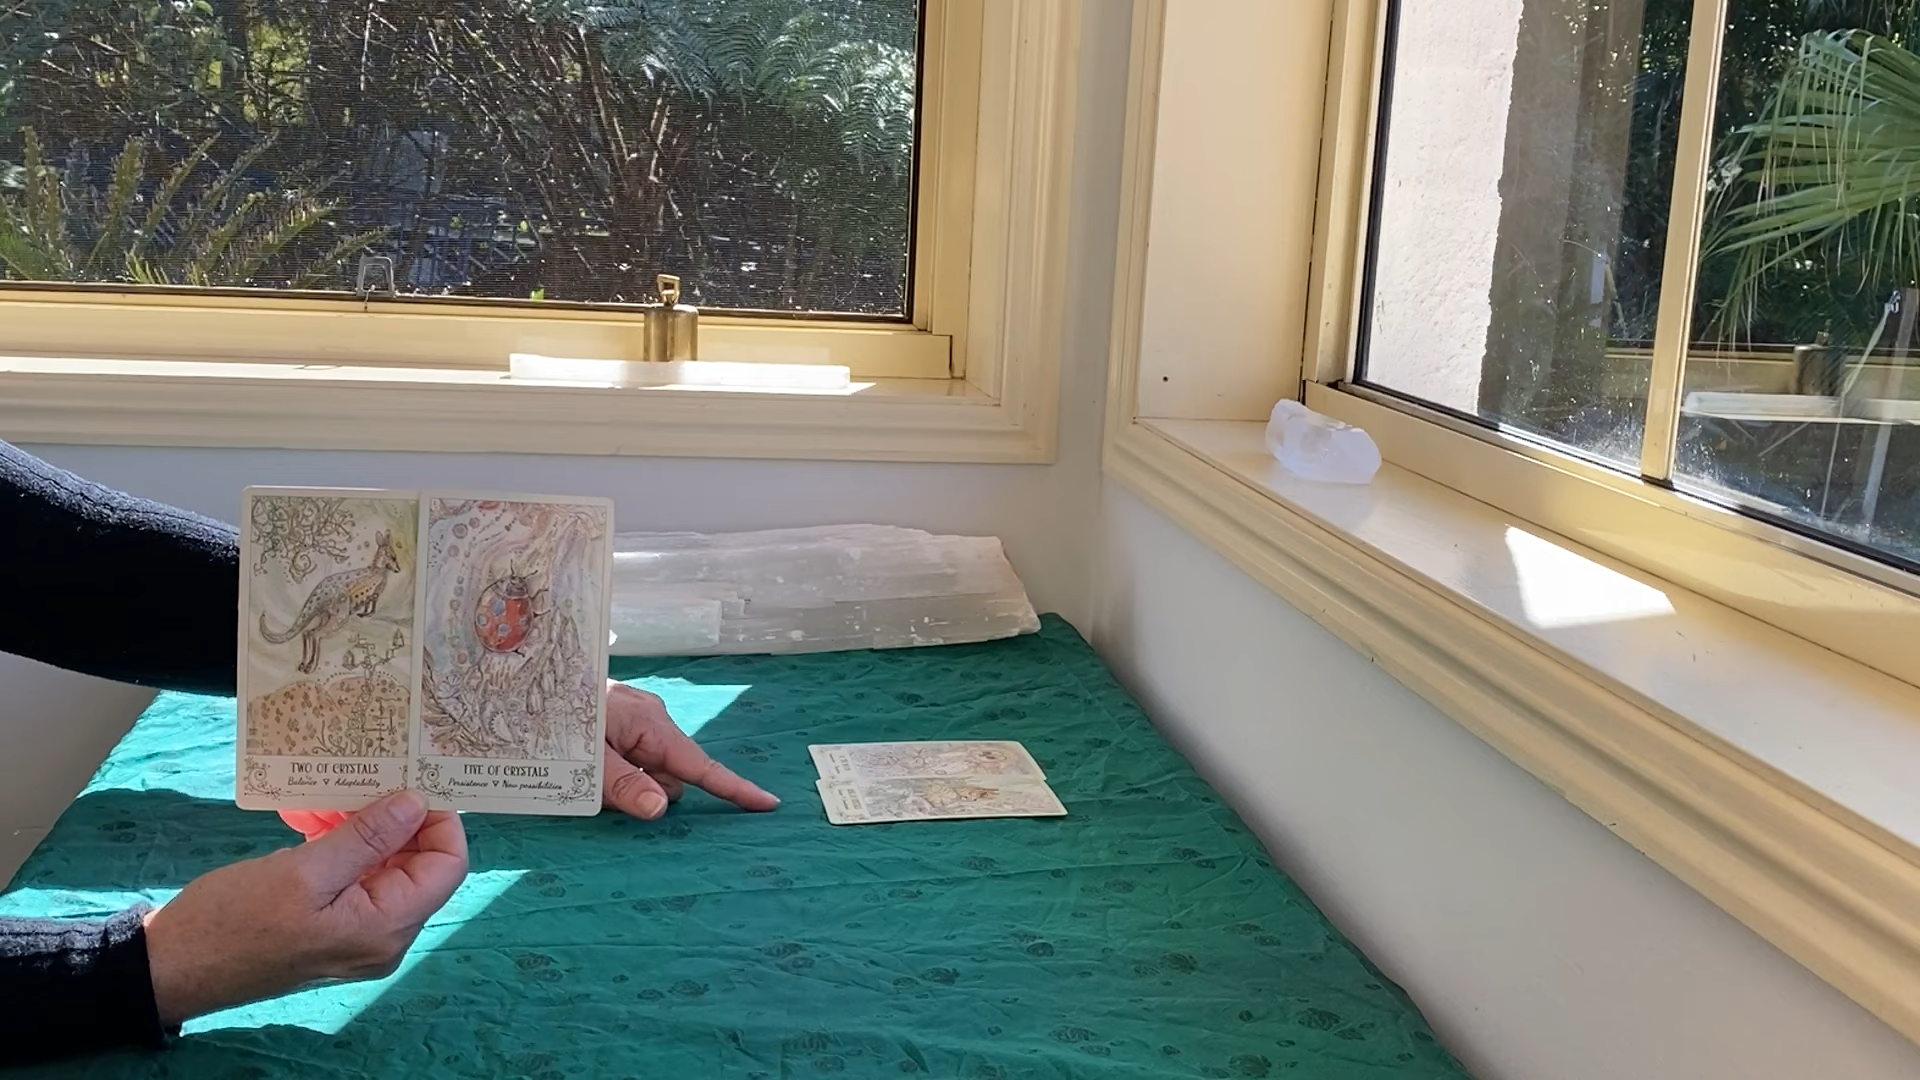 TWO OF CRYSTALS
Balance ▽ Adaptability
FIVE OF CRYSTALS
Persistence ▽ New possibilities